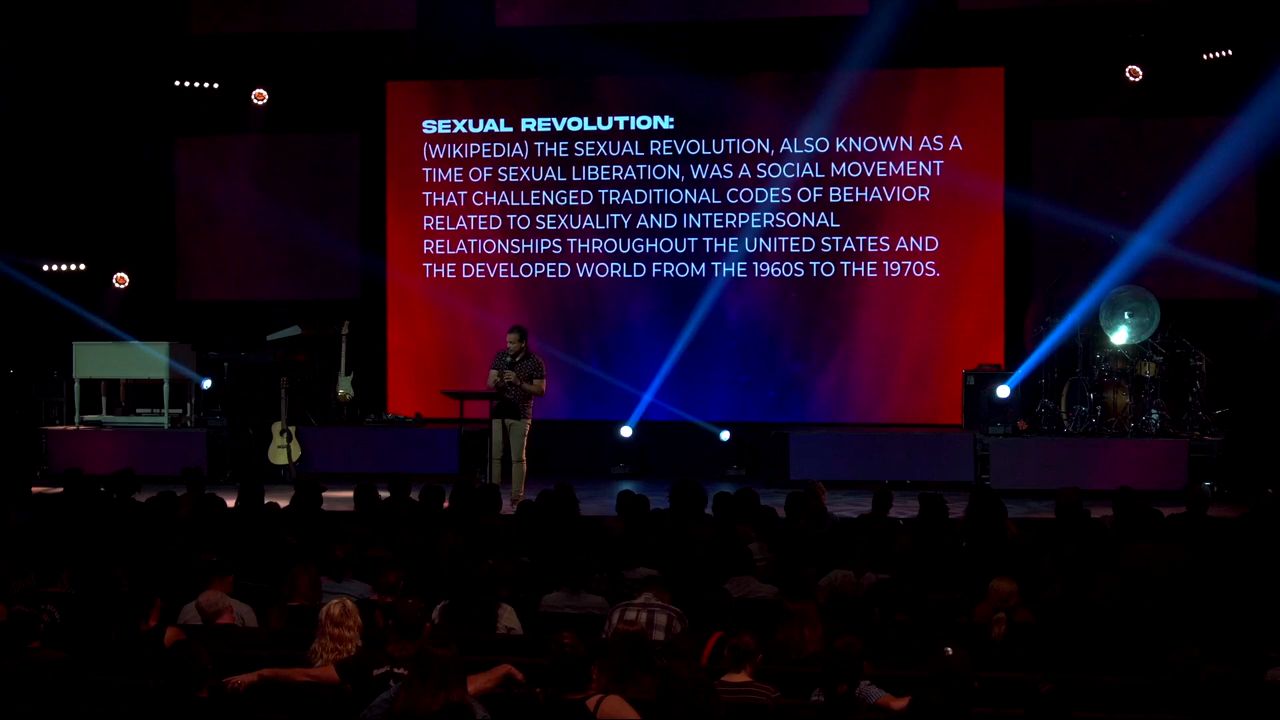 SEXUAL REVOLUTION:
(WIKIPEDIA) THE SEXUAL REVOLUTION, ALSO KNOWN AS A
TIME OF SEXUAL LIBERATION, WAS A SOCIAL MOVEMENT
THAT CHALLENGED TRADITIONAL CODES OF BEHAVIOR
RELATED TO SEXUALITY AND INTERPERSONAL
RELATIONSHIPS THROUGHOUT THE UNITED STATES AND
THE DEVELOPED WORLD FROM THE 1960S TO THE 1970S.